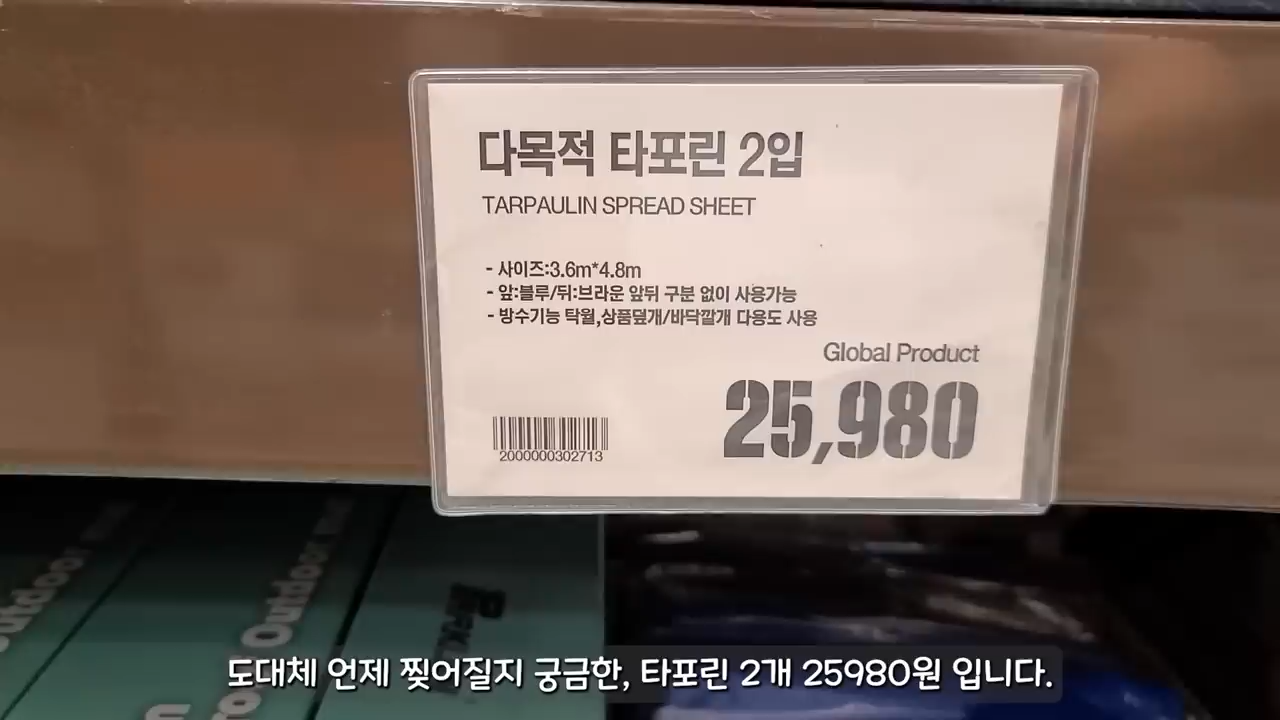 다목적 타포린 2입
TARPAULIN SPREAD SHEET
- 사이즈:3.6m*4.8m
- 앞:블루/뒤:브라운 앞뒤 구분 없이 사용가능
- 방수기능 탁월,상품덮개/바닥깔개 다용도 사용
Global Product
25,980
2000000302713
Outdoor
Outdoor
도대체 언제 찢어질지 궁금한, 타포린 2개 25980원 입니다.